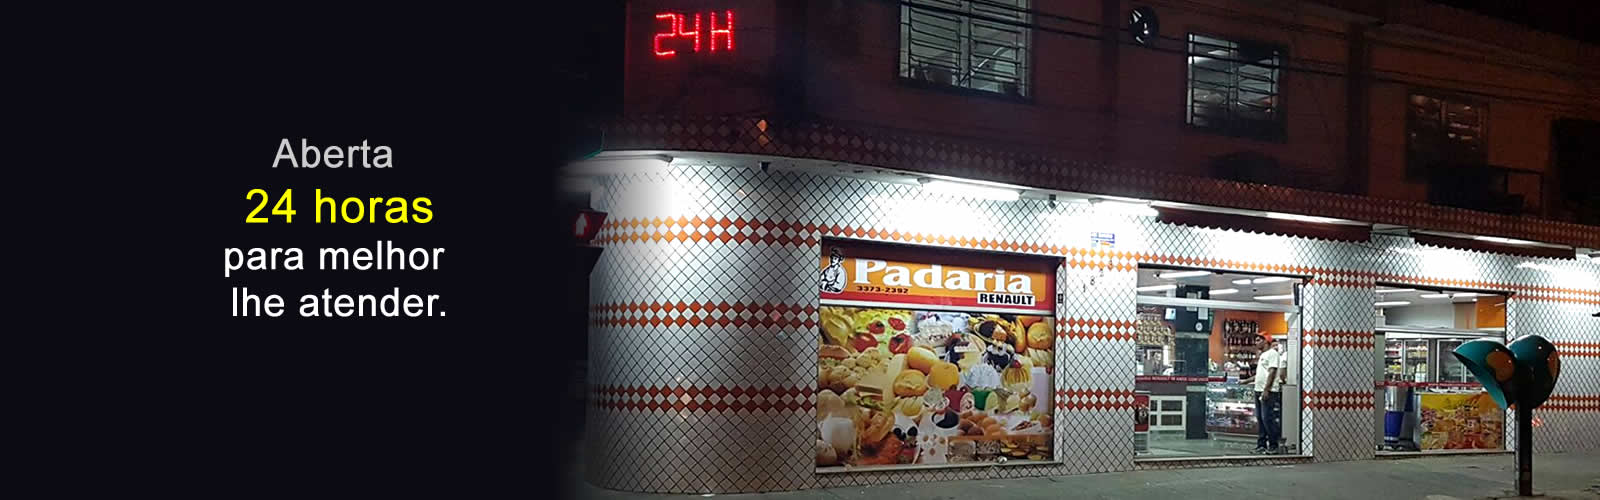 24H
Aberta
24 horas
para melhor
lhe atender.
Padaria
3373-2392
RENAULT